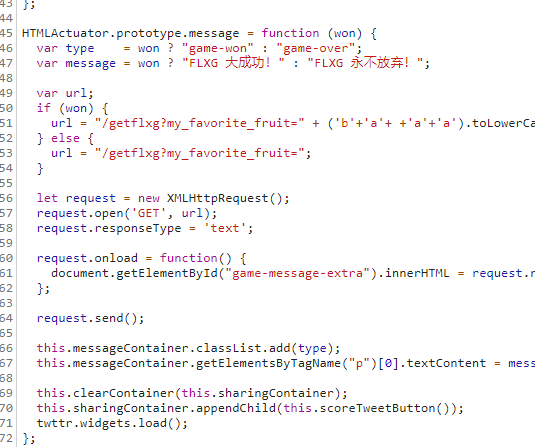 43 };
44
45 HTMLActuator.prototype.message = function (won) {
46   var type    = won ? "game-won" : "game-over";
47   var message = won ? "FLXG 大成功！" : "FLXG 永不放弃！";
48
49   var url;
50   if (won) {
51     url = "/getflxg?my_favorite_fruit=" + ('b'+'a'+ +'a'+'a').toLowerCa
52   } else {
53     url = "/getflxg?my_favorite_fruit=";
54   }
55
56   let request = new XMLHttpRequest();
57   request.open('GET', url);
58   request.responseType = 'text';
59
60   request.onload = function() {
61     document.getElementById("game-message-extra").innerHTML = request.r
62   };
63
64   request.send();
65
66   this.messageContainer.classList.add(type);
67   this.messageContainer.getElementsByTagName("p")[0].textContent = mess
68
69   this.clearContainer(this.sharingContainer);
70   this.sharingContainer.appendChild(this.scoreTweetButton());
71   twttr.widgets.load();
72 };